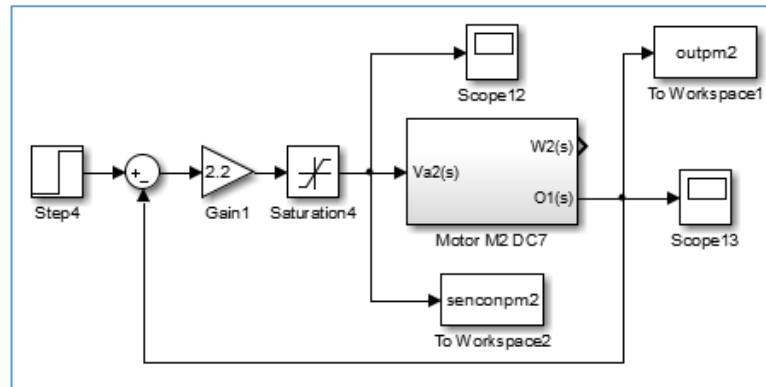 outpm2
To Workspace1
Scope12
W2(s)
Va2(s)
O1(s)
Motor M2 DC7
Scope13
Step4
+
-
2.2
Gain1
Saturation4
senconpm2
To Workspace2